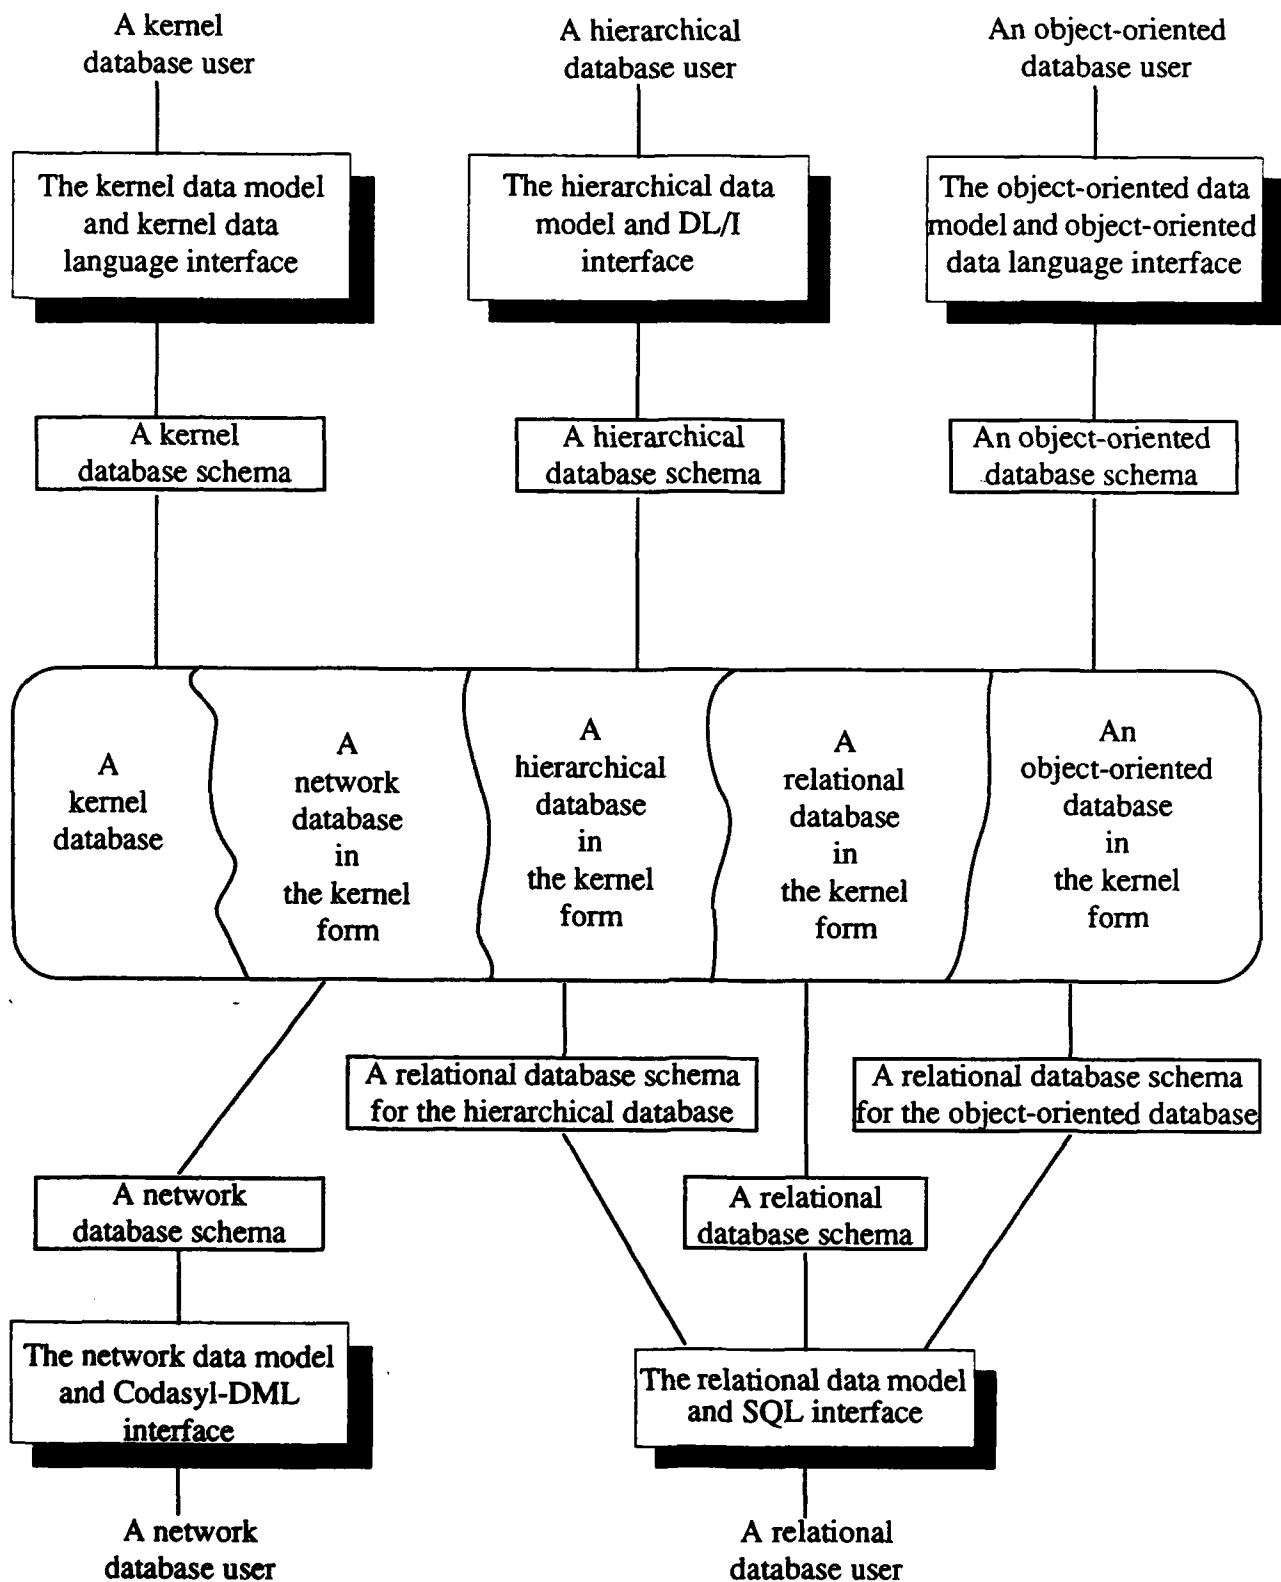 A kernel
database user
A hierarchical
database user
An object-oriented
database user
The kernel data model
and kernel data
language interface
The hierarchical data
model and DL/I
interface
The object-oriented data
model and object-oriented
data language interface
A kernel
database schema
A hierarchical
database schema
An object-oriented
database schema
A
kernel
database
A
network
database
in
the kernel
form
A
hierarchical
database
in
the kernel
form
A
relational
database
in
the kernel
form
An
object-oriented
database
in
the kernel
form
A relational database schema
for the hierarchical database
A relational database schema
for the object-oriented database
A network
database schema
A relational
database schema
The network data model
and Codasyl-DML
interface
The relational data model
and SQL interface
A network
database user
A relational
database user